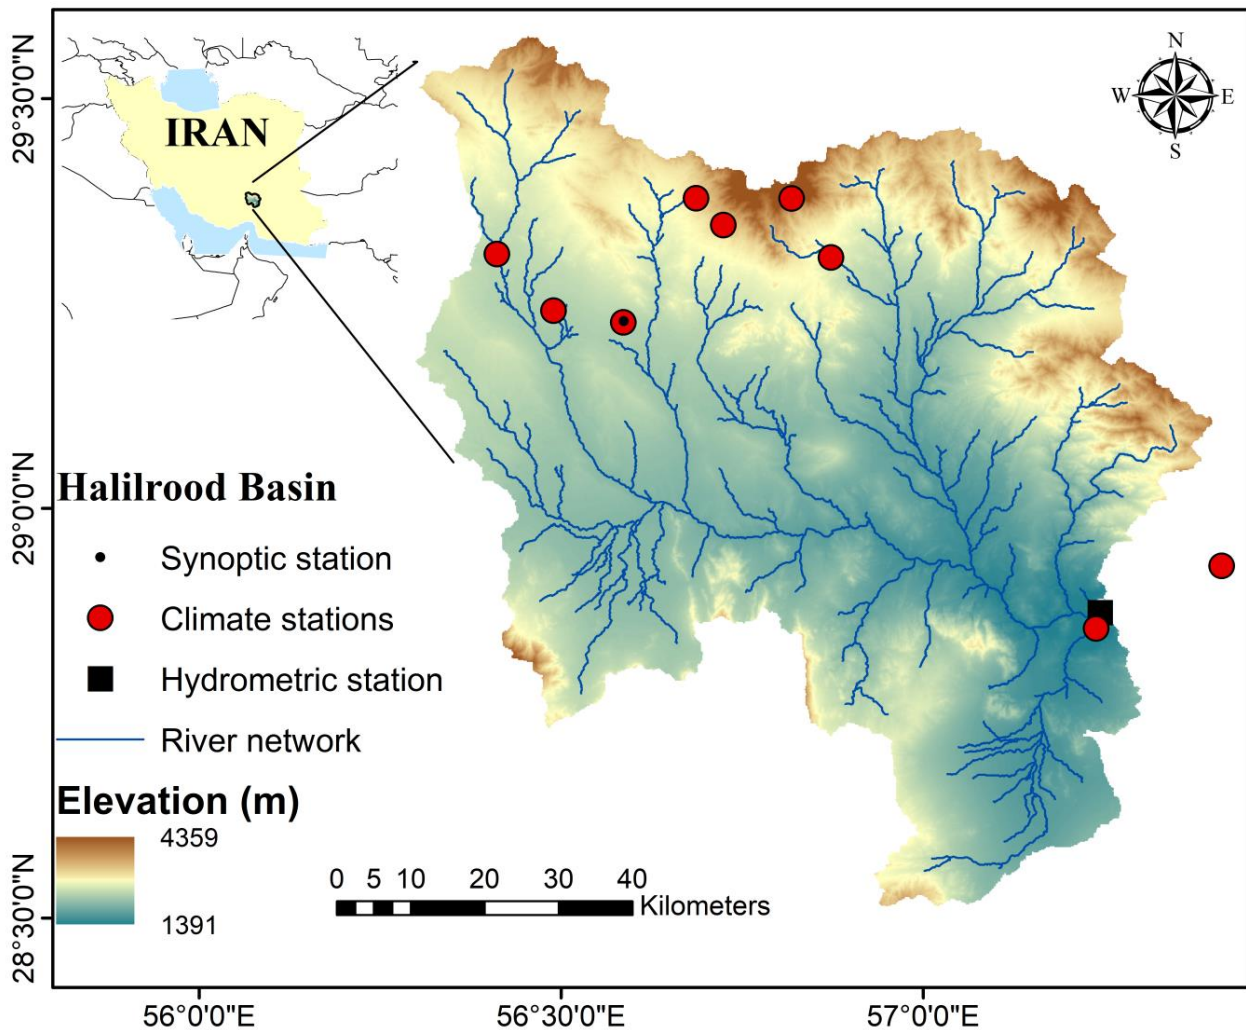 29°30'0"N
29°0'0"N
28°30'0"N
IRAN
N
W
E
S
Halilrood Basin
Synoptic station
Climate stations
Hydrometric station
River network
Elevation (m)
4359
1391
0 5 10 20 30 40
Kilometers
56°0'0"E
56°30'0"E
57°0'0"E